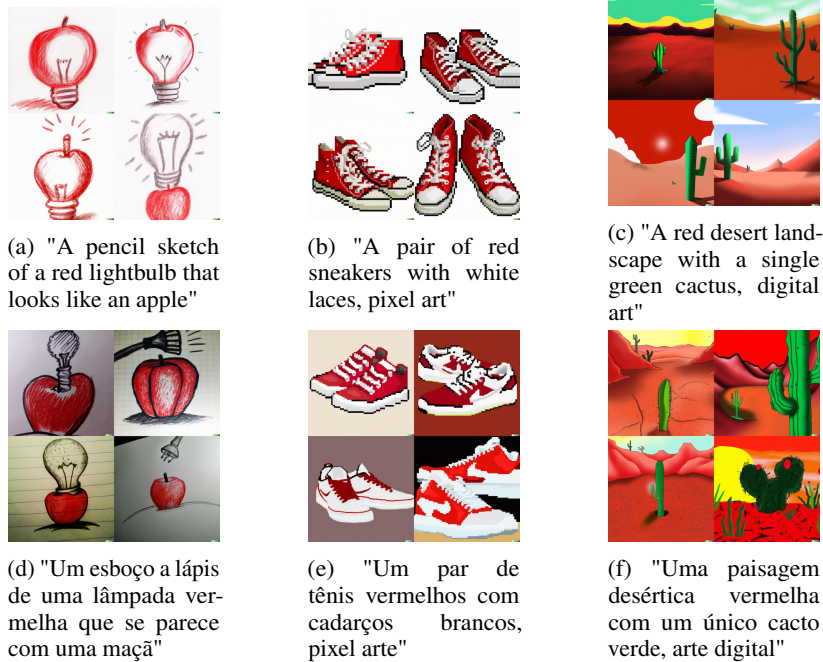 (a) "A pencil sketch
of a red lightbulb that
looks like an apple"
(b) "A pair of red
sneakers with white
laces, pixel art"
(c) "A red desert land-
scape with a single
green cactus, digital
art"
(d) "Um esboço a lápis
de uma lâmpada ver-
melha que se parece
com uma maçã"
(e) "Um par de
tênis vermelhos com
cadarços brancos,
pixel arte"
(f) "Uma paisagem
desértica vermelha
com um único cacto
verde, arte digital"